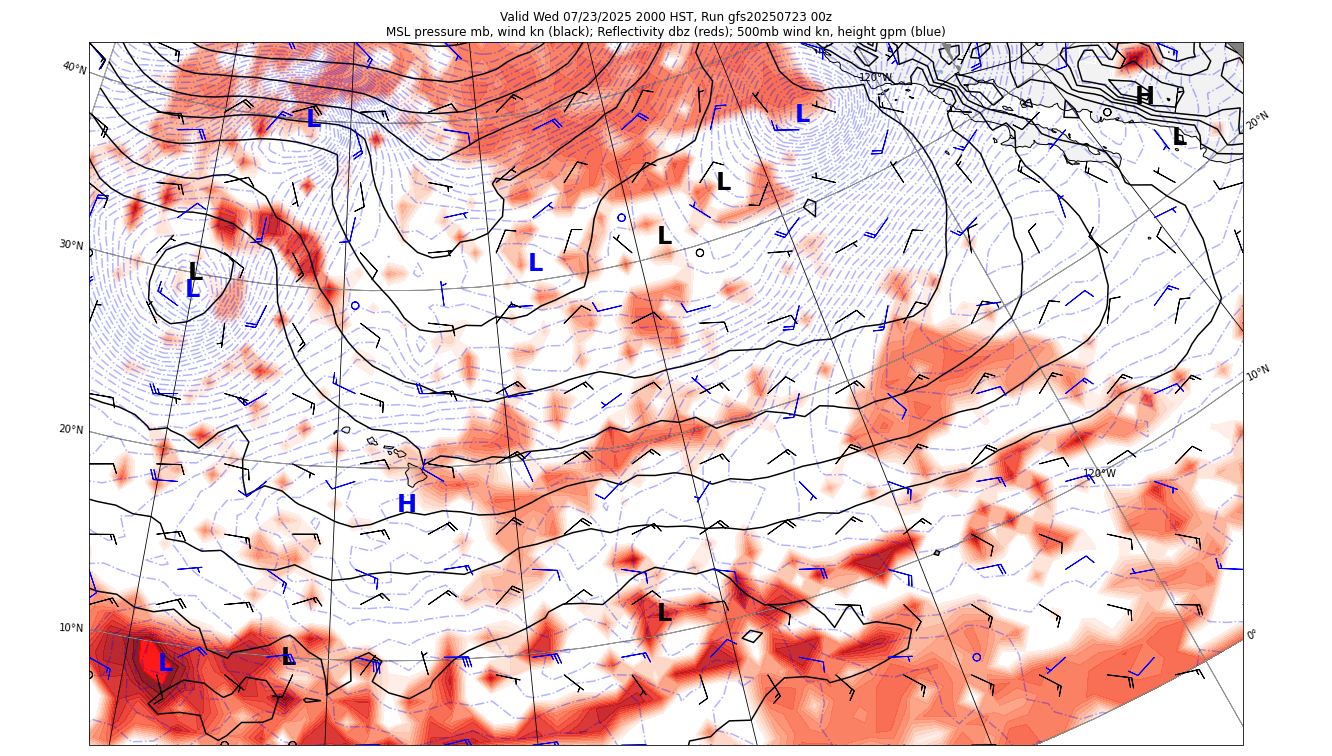 Valid Wed 07/23/2025 2000 HST, Run gfs20250723 00z
MSL pressure mb, wind kn (black); Reflectivity dbz (reds); 500mb wind kn, height gpm (blue)
40°N
120°W
H
L
L
20°N
L
L
L
30°N
L
L
L
L
10°N
20°N
120°W
H
L
10°N
0°
L
L